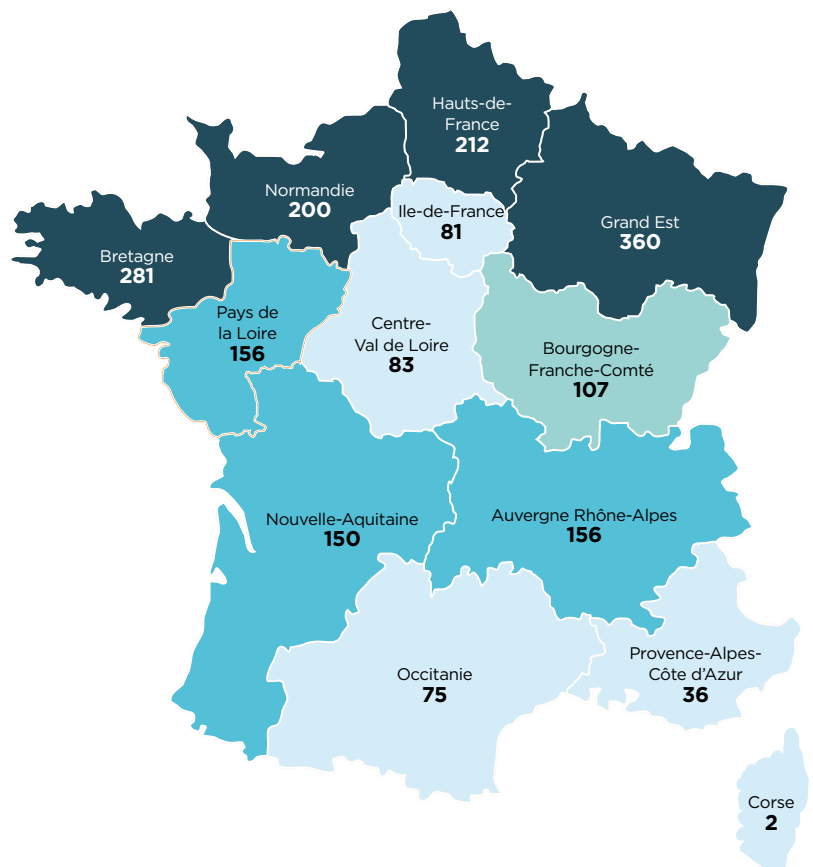 Hauts-de-
France
212
Normandie
200
Ile-de-France
81
Grand Est
360
Bretagne
281
Pays de
la Loire
156
Centre-
Val de Loire
83
Bourgogne-
Franche-Comté
107
Nouvelle-Aquitaine
150
Auvergne Rhône-Alpes
156
Occitanie
75
Provence-Alpes-
Côte d'Azur
36
Corse
2